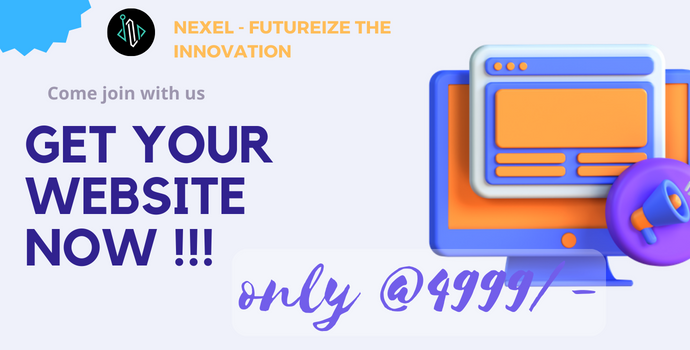 NEXEL - FUTUREIZE THE
INNOVATION
Come join with us
GET YOUR
WEBSITE
NOW !!!
only @4999/-